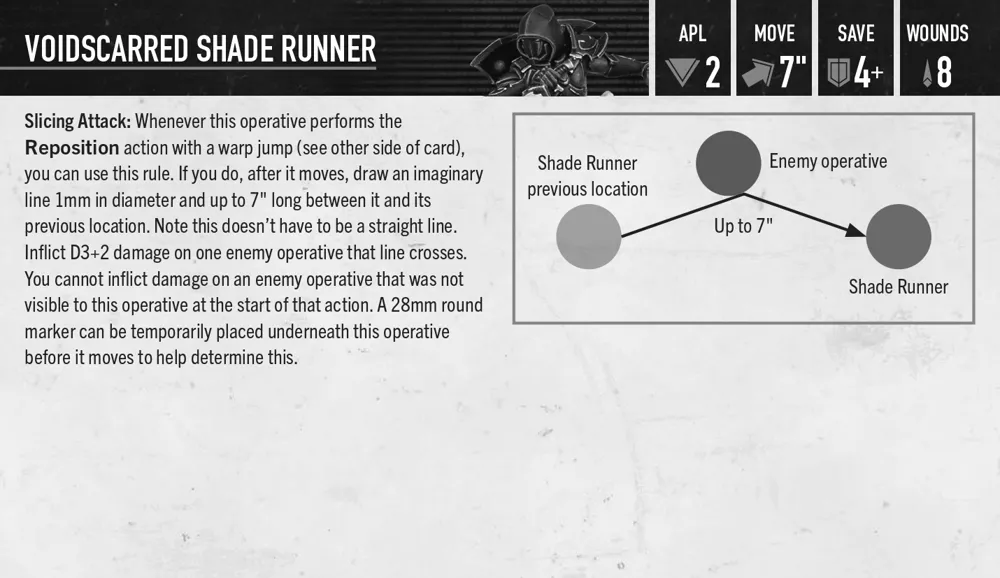 VOIDSCARRED SHADE RUNNER
APL
2
MOVE
7"
SAVE
4+
WOUNDS
8
Slicing Attack: Whenever this operative performs the
Reposition action with a warp jump (see other side of card),
you can use this rule. If you do, after it moves, draw an imaginary
line 1mm in diameter and up to 7" long between it and its
previous location. Note this doesn't have to be a straight line.
Inflict D3+2 damage on one enemy operative that line crosses.
You cannot inflict damage on an enemy operative that was not
visible to this operative at the start of that action. A 28mm round
marker can be temporarily placed underneath this operative
before it moves to help determine this.
Shade Runner
previous location
Enemy operative
Up to 7"
Shade Runner